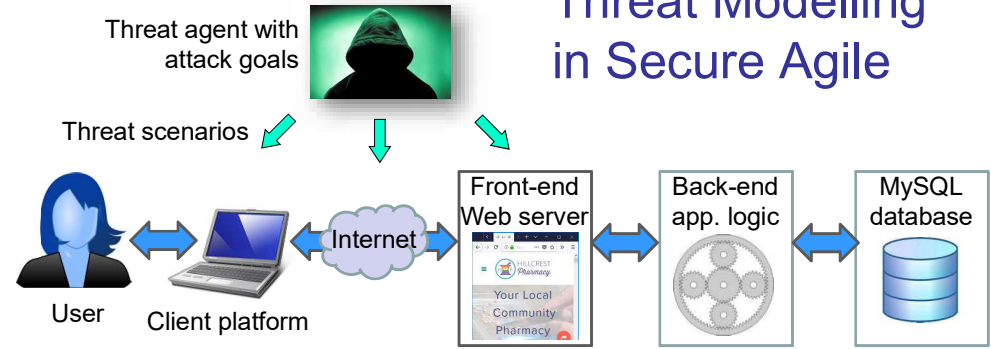 Threat Modelling
in Secure Agile
Threat agent with
attack goals
Threat scenarios
User
Client platform
Internet
Front-end
Web server
HILLCREST
Pharmacy
Your Local
Community
Pharmacy
Back-end
app. logic
MySQL
database